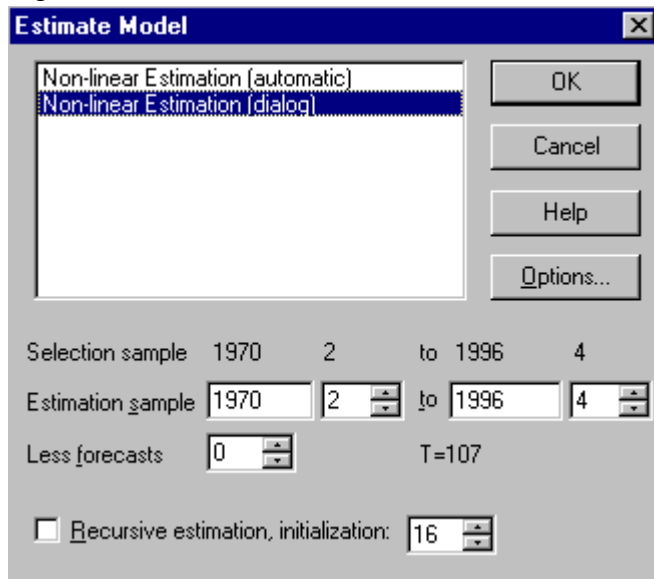 Estimate Model
Non-linear Estimation (automatic)
Non-linear Estimation (dialog)
OK
Cancel
Help
Options...
Selection sample 1970 2 to 1996 4
Estimation sample 1970 2 to 1996 4
Less forecasts 0 T=107
Recursive estimation, initialization: 16